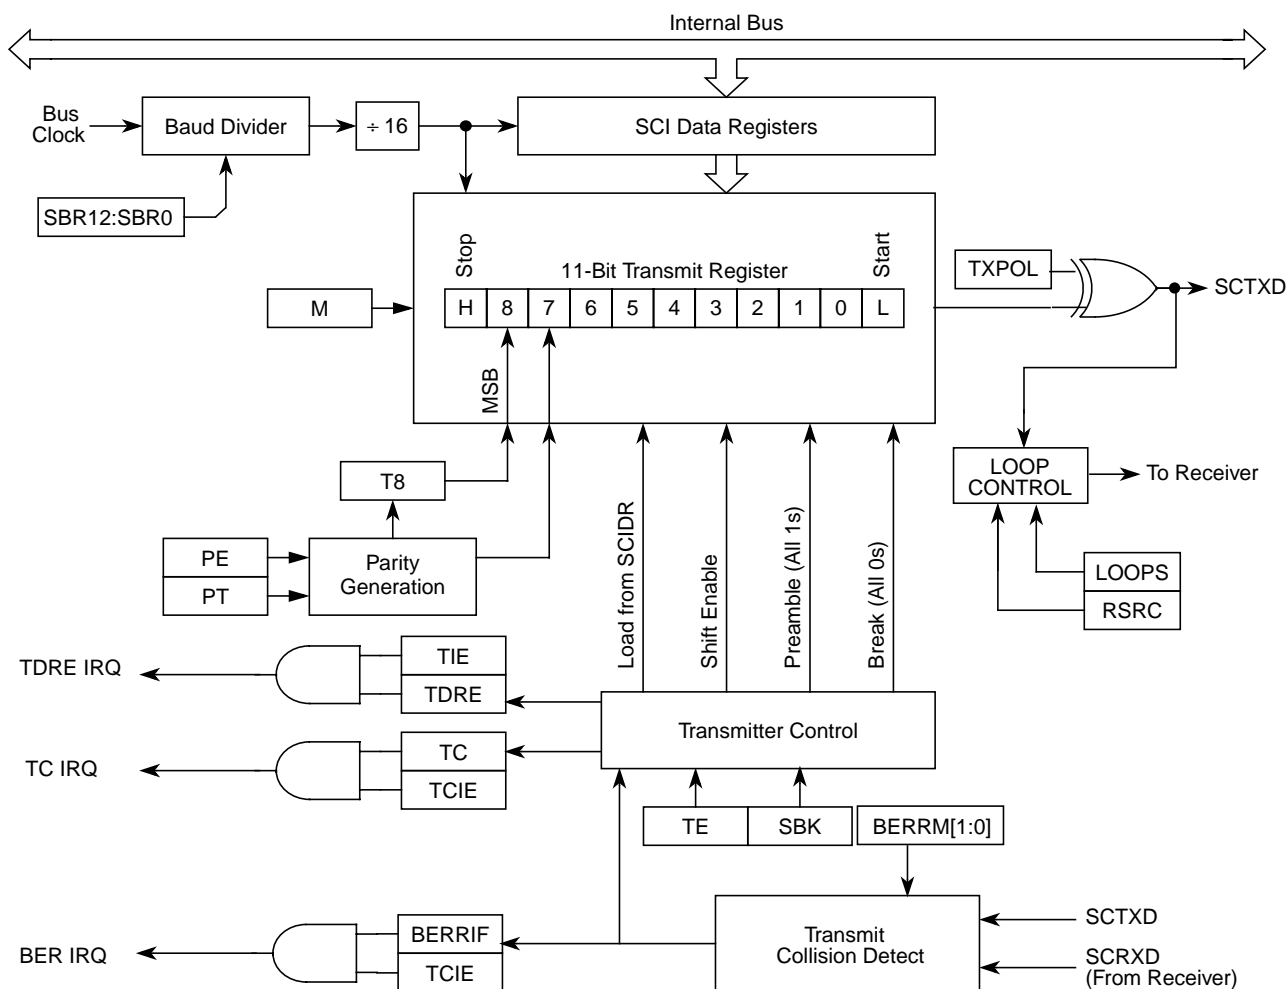 Internal Bus
Bus
Clock
Baud Divider
÷ 16
SCI Data Registers
SBR12:SBR0
Stop
11-Bit Transmit Register
Start
TXPOL
SCTXD
M
H 8 7 6 5 4 3 2 1 0 L
MSB
T8
LOOP
CONTROL
To Receiver
PE
PT
Parity
Generation
Load from SCIDR
Shift Enable
Preamble (All 1s)
Break (All 0s)
LOOPS
RSRC
TDRE IRQ
TIE
TDRE
Transmitter Control
TC IRQ
TC
TCIE
TE
SBK
BERRM[1:0]
BER IRQ
BERRIF
TCIE
Transmit
Collision Detect
SCTXD
SCRXD
(From Receiver)